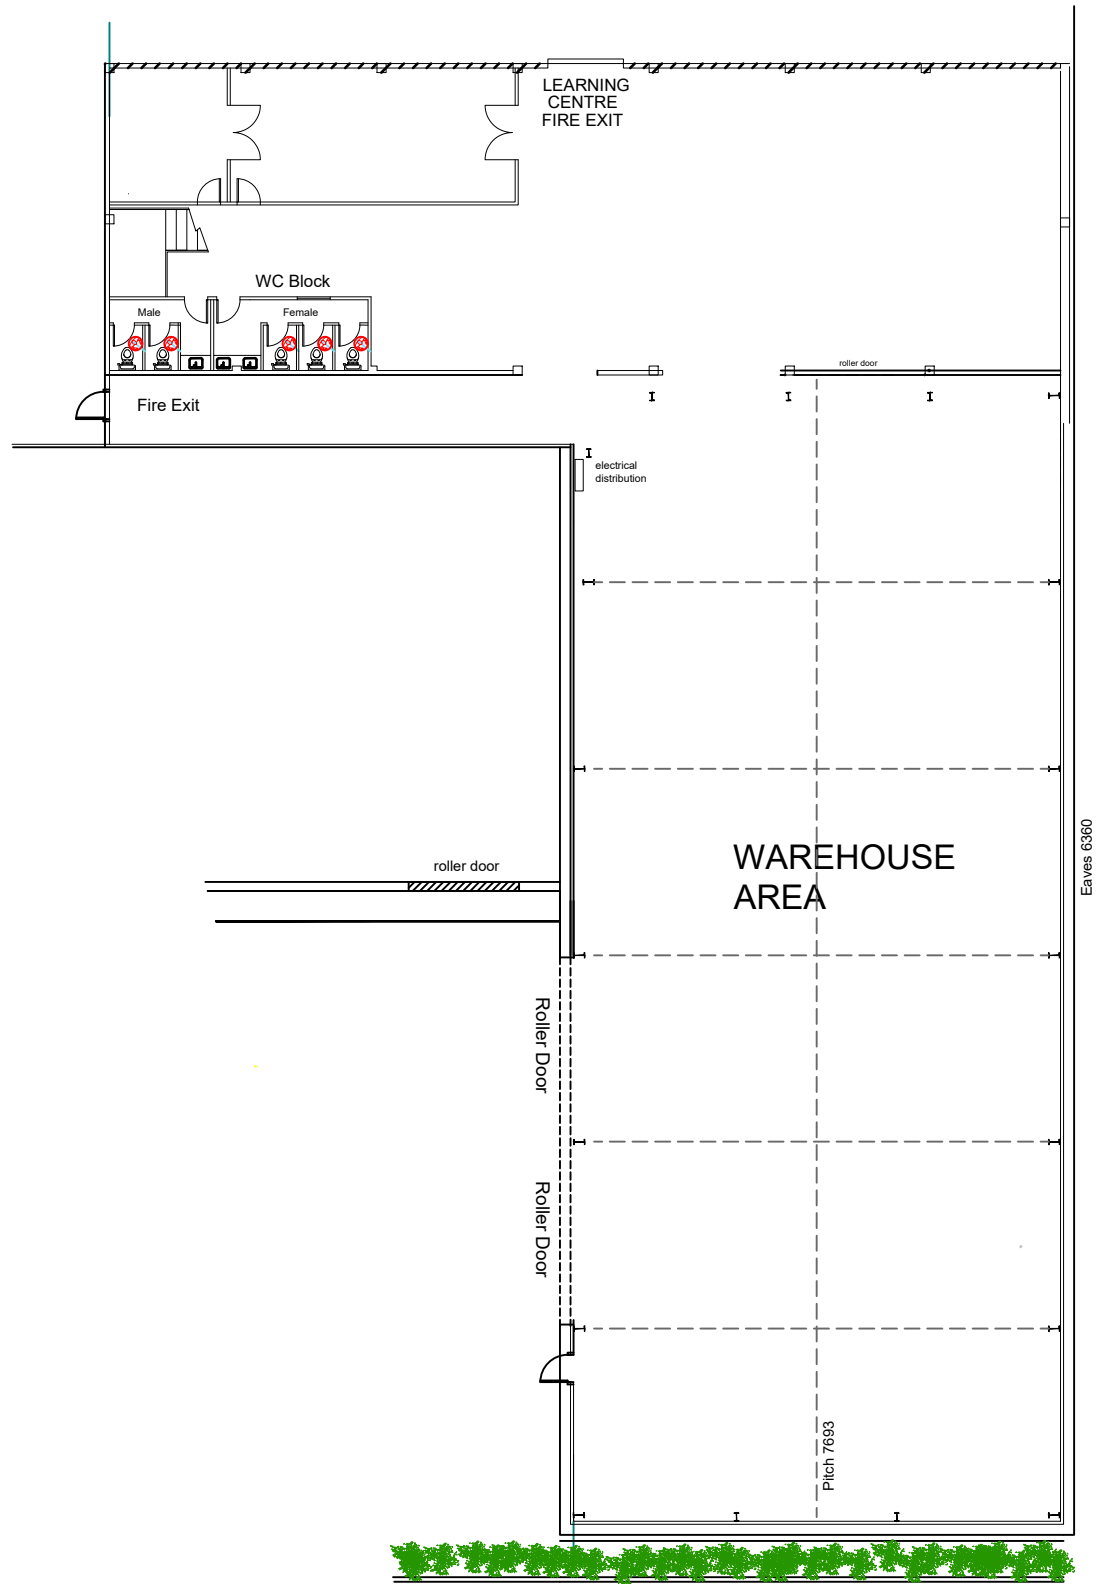 LEARNING
CENTRE
FIRE EXIT
WC Block
Male
Female
roller door
Fire Exit
electrical
distribution
WAREHOUSE
AREA
Eaves 6360
roller door
Roller Door
Roller Door
Pitch 7693